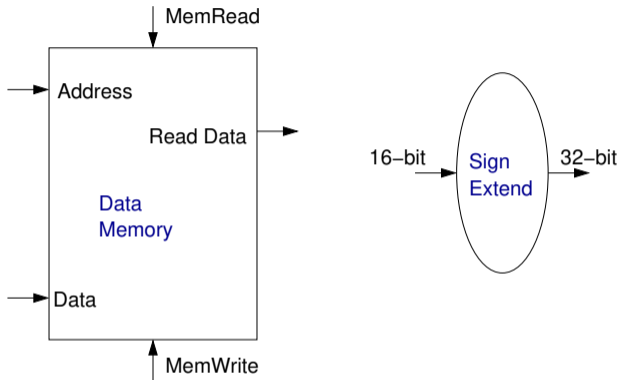 MemRead
Address
Read Data
Data
Memory
Data
MemWrite
16−bit
Sign
Extend
32−bit